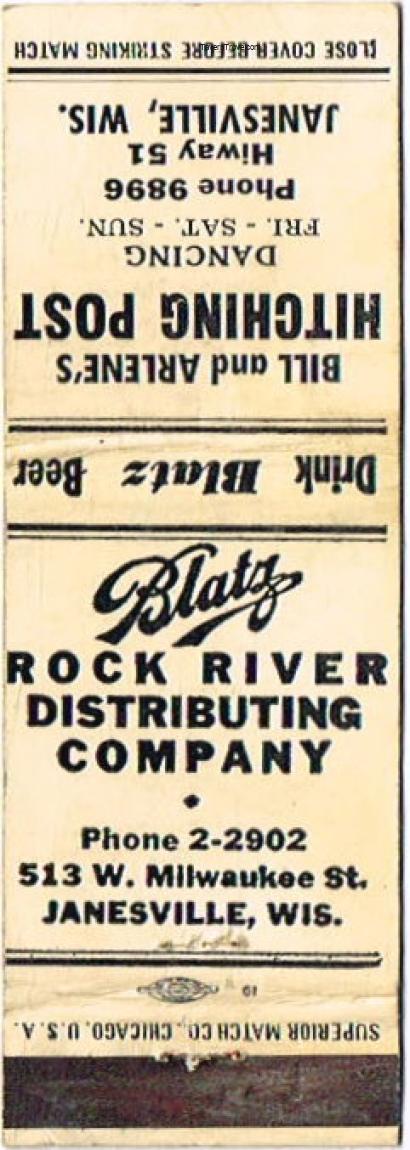 CLOSE COVER BEFORE STRIKING MATCH
BILL and ARLENE'S
HITCHING POST
DANCING
FRI. - SAT. - SUN.
Phone 9896
Hiway 51
JANESVILLE, WIS.
Drink Blatz Beer
Blatz
ROCK RIVER
DISTRIBUTING
COMPANY
Phone 2-2902
513 W. Milwaukee St.
JANESVILLE, WIS.
10
SUPERIOR MATCH CO., CHICAGO, U.S.A.